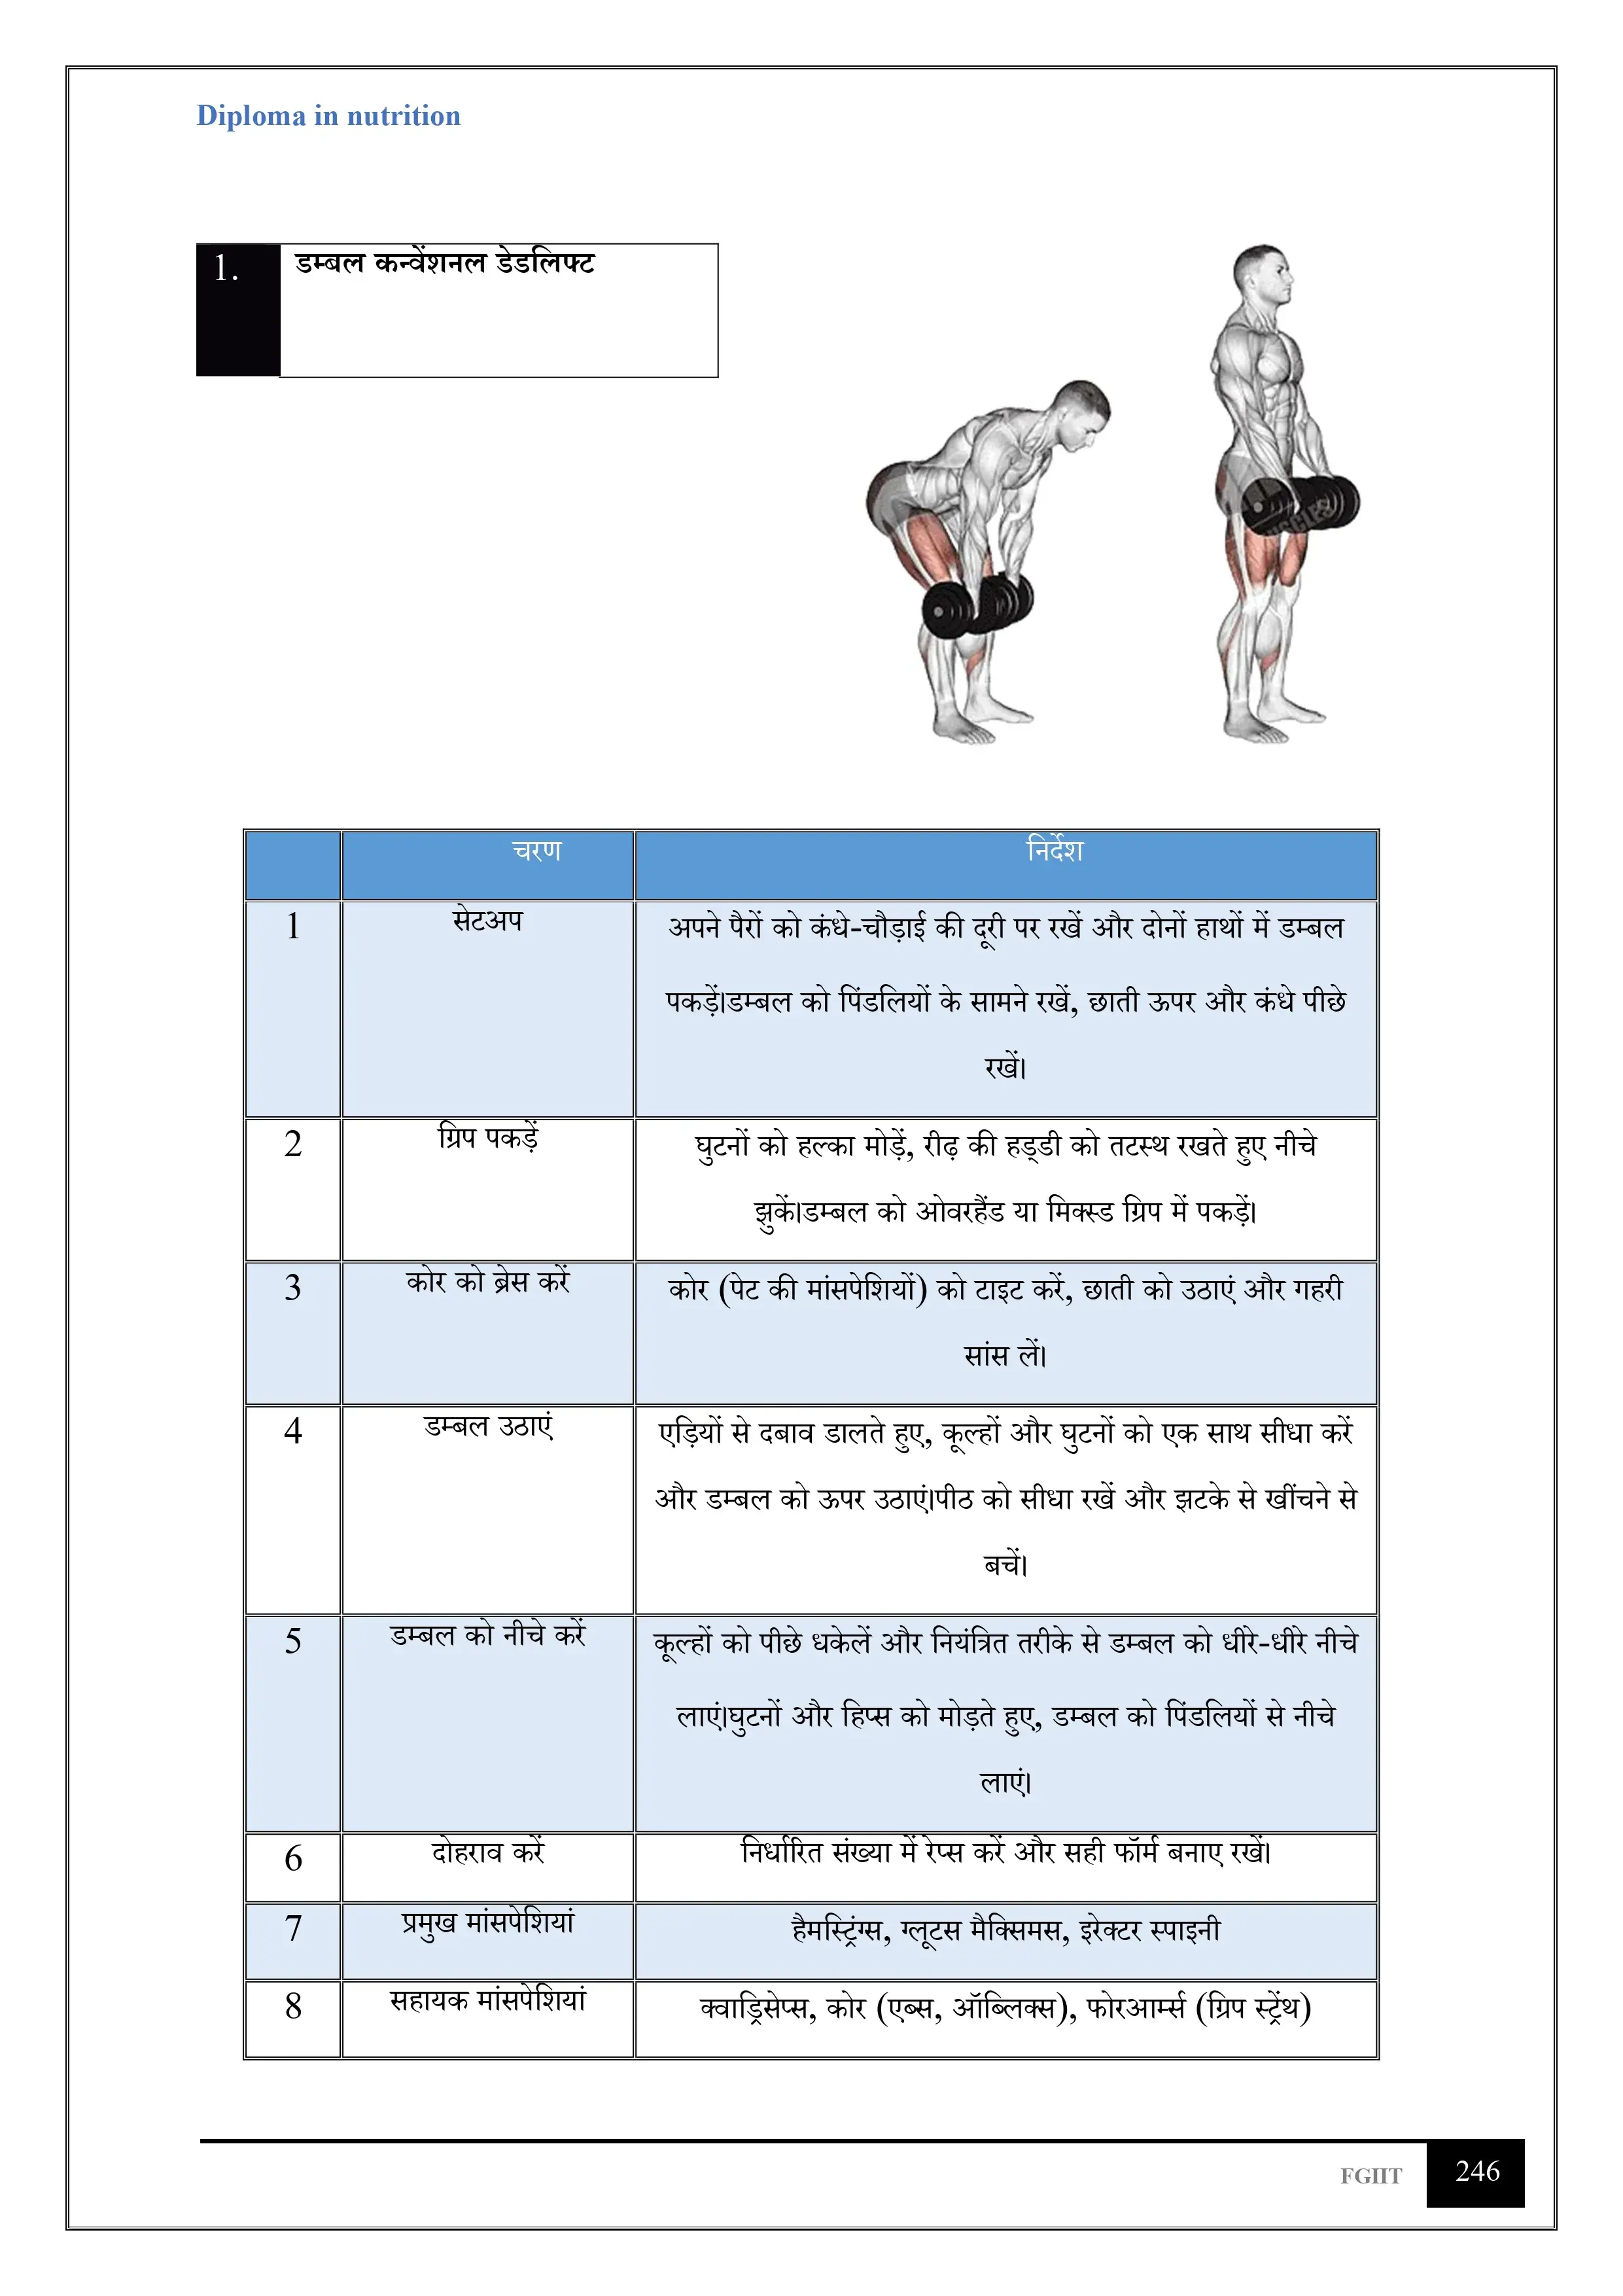 Diploma in nutrition
1. डम्बल कन्वेंशनल डेडलिफ्ट
चरण निर्देश
1 सेटअप अपने पैरों को कंधे-चौड़ाई की दूरी पर रखें और दोनों हाथों में डम्बल
पकड़ें।डम्बल को पिंडलियों के सामने रखें, छाती ऊपर और कंधे पीछे
रखें।
2 ग्रिप पकड़ें घुटनों को हल्का मोड़ें, रीढ़ की हड्डी को तटस्थ रखते हुए नीचे
झुकें।डम्बल को ओवरहैंड या मिक्स्ड ग्रिप में पकड़ें।
3 कोर को ब्रेस करें कोर (पेट की मांसपेशियों) को टाइट करें, छाती को उठाएं और गहरी
सांस लें।
4 डम्बल उठाएं एड़ियों से दबाव डालते हुए, कूल्हों और घुटनों को एक साथ सीधा करें
और डम्बल को ऊपर उठाएं।पीठ को सीधा रखें और झटके से खींचने से
बचें।
5 डम्बल को नीचे करें कूल्हों को पीछे धकेलें और नियंत्रित तरीके से डम्बल को धीरे-धीरे नीचे
लाएं।घुटनों और हिप्स को मोड़ते हुए, डम्बल को पिंडलियों से नीचे
लाएं।
6 दोहराव करें निर्धारित संख्या में रेप्स करें और सही फॉर्म बनाए रखें।
7 प्रमुख मांसपेशियां हैमस्ट्रिंग्स, ग्लूटस मैक्सिमस, इरेक्टर स्पाइनी
8 सहायक मांसपेशियां क्वाड्रिसेप्स, कोर (एब्स, ऑब्लिक्स), फोरआर्म्स (ग्रिप स्ट्रेंथ)
FGIIT 246